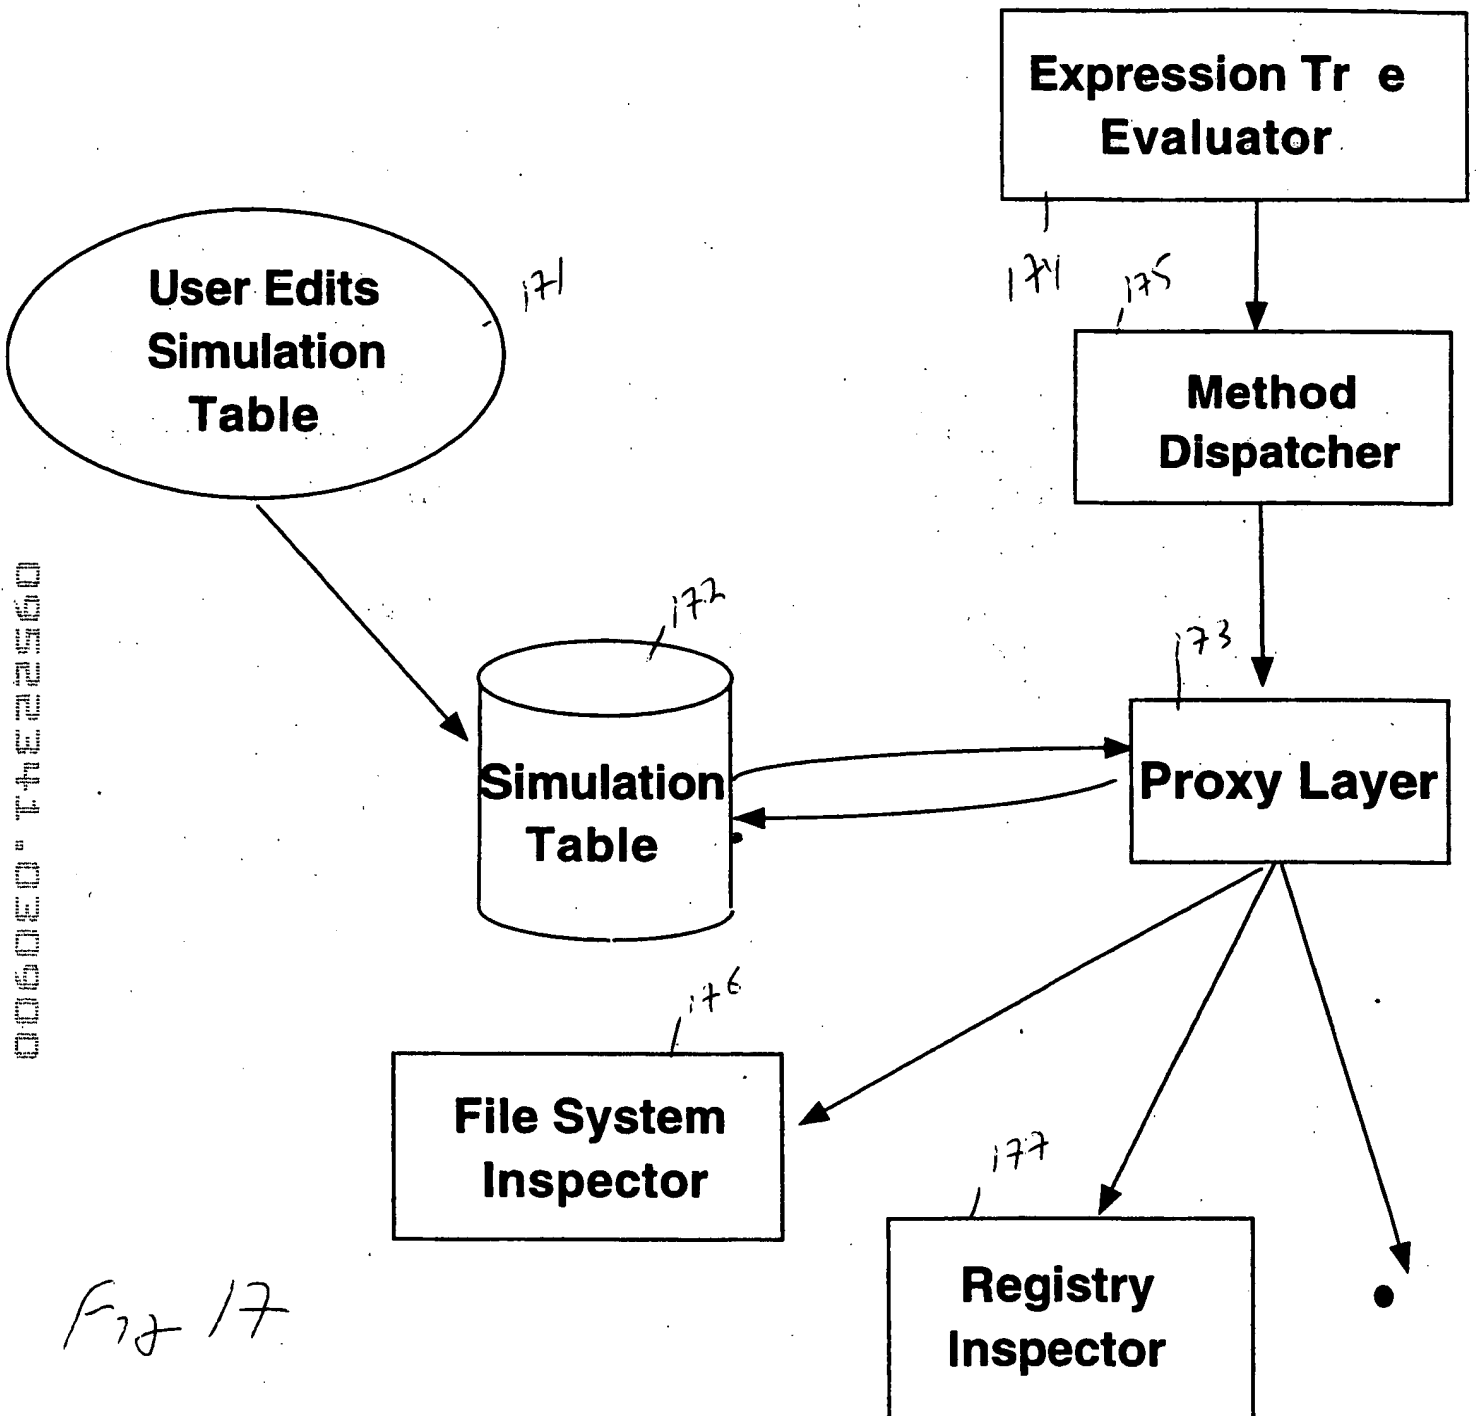 Expression Tr e
Evaluator
174
175
User Edits
Simulation
Table
171
Method
Dispatcher
172
173
Simulation
Table
Proxy Layer
176
File System
Inspector
177
Registry
Inspector
Fig 17
09522341.030900